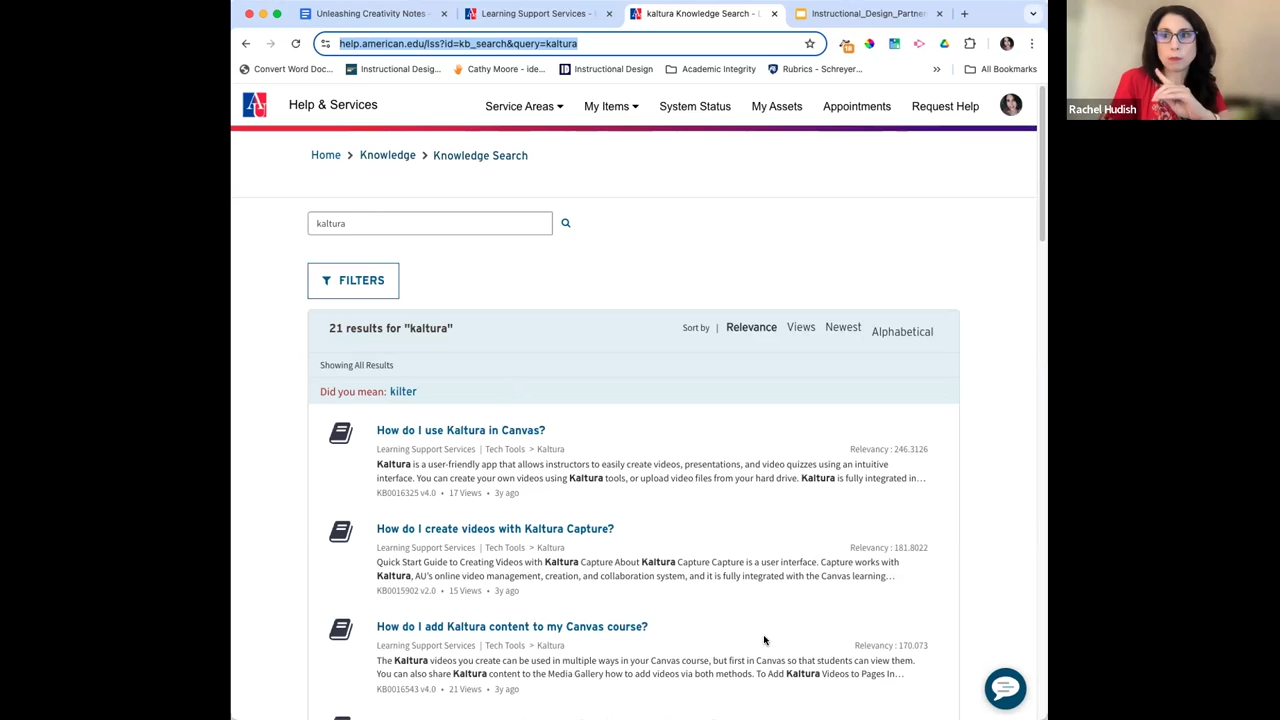 Unleashing Creativity Notes -
Learning Support Services -
kaltura Knowledge Search - L
Instructional_Design_Partner
help.american.edu/lss?id=kb_search&query=kaltura
Convert Word Doc...
Instructional Desig...
Cathy Moore - ide...
Instructional Design
Academic Integrity
Rubrics - Schreyer...
All Bookmarks
Rachel Hudish
Help & Services
Service Areas
My Items
System Status
My Assets
Appointments
Request Help
Home > Knowledge > Knowledge Search
kaltura
FILTERS
21 results for "kaltura"
Sort by | Relevance Views Newest Alphabetical
Showing All Results
Did you mean: kilter
How do I use Kaltura in Canvas?
Learning Support Services | Tech Tools > Kaltura
Relevancy : 246.3126
Kaltura is a user-friendly app that allows instructors to easily create videos, presentations, and video quizzes using an intuitive
interface. You can create your own videos using Kaltura tools, or upload video files from your hard drive. Kaltura is fully integrated in...
KB0016325 v4.0 • 17 Views • 3y ago
How do I create videos with Kaltura Capture?
Learning Support Services | Tech Tools > Kaltura
Relevancy : 181.8022
Quick Start Guide to Creating Videos with Kaltura Capture About Kaltura Capture Capture is a user interface. Capture works with
Kaltura, AU's online video management, creation, and collaboration system, and it is fully integrated with the Canvas learning...
KB0015902 v2.0 • 15 Views • 3y ago
How do I add Kaltura content to my Canvas course?
Learning Support Services | Tech Tools > Kaltura
Relevancy : 170.073
The Kaltura videos you create can be used in multiple ways in your Canvas course, but first in Canvas so that students can view them.
You can also share Kaltura content to the Media Gallery how to add videos via both methods. To Add Kaltura Videos to Pages In...
KB0016543 v4.0 • 21 Views • 3y ago